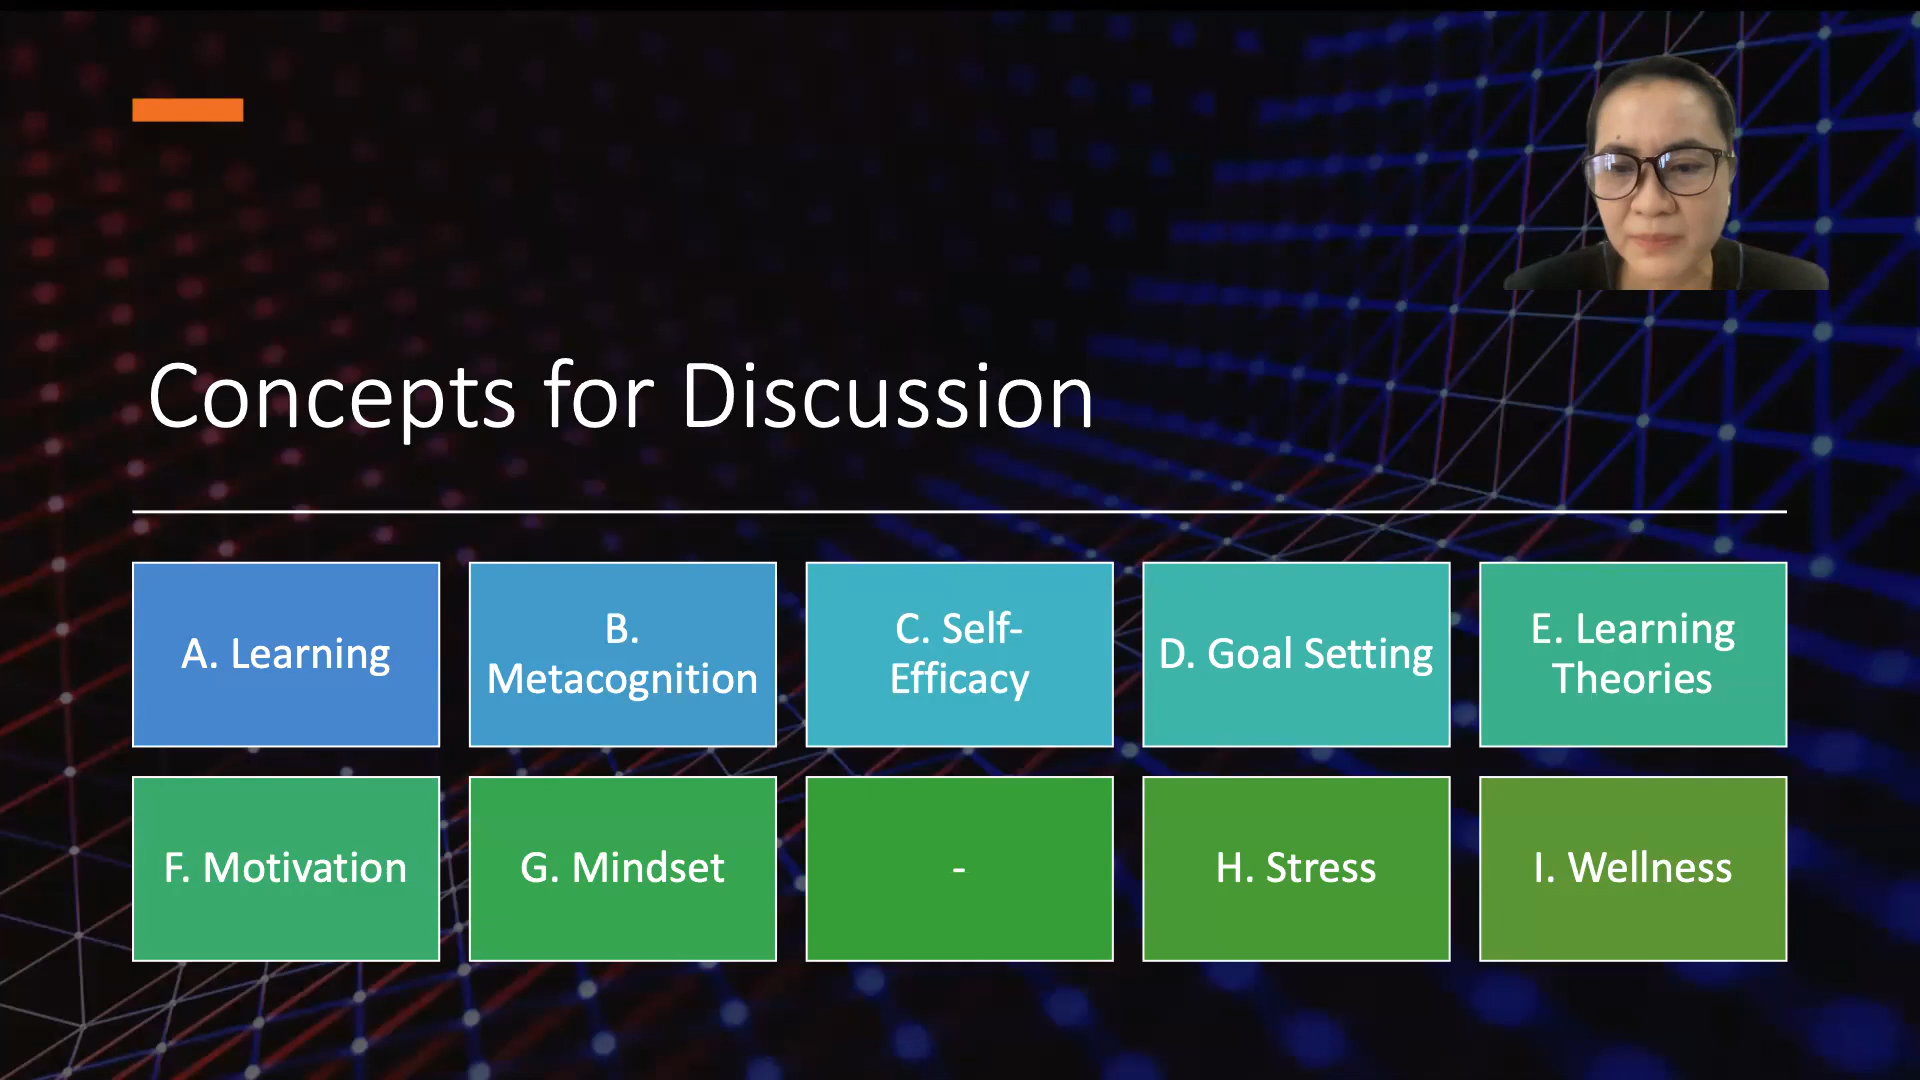 Concepts for Discussion
A. Learning
B.
Metacognition
C. Self-
Efficacy
D. Goal Setting
E. Learning
Theories
F. Motivation
G. Mindset
-
H. Stress
I. Wellness